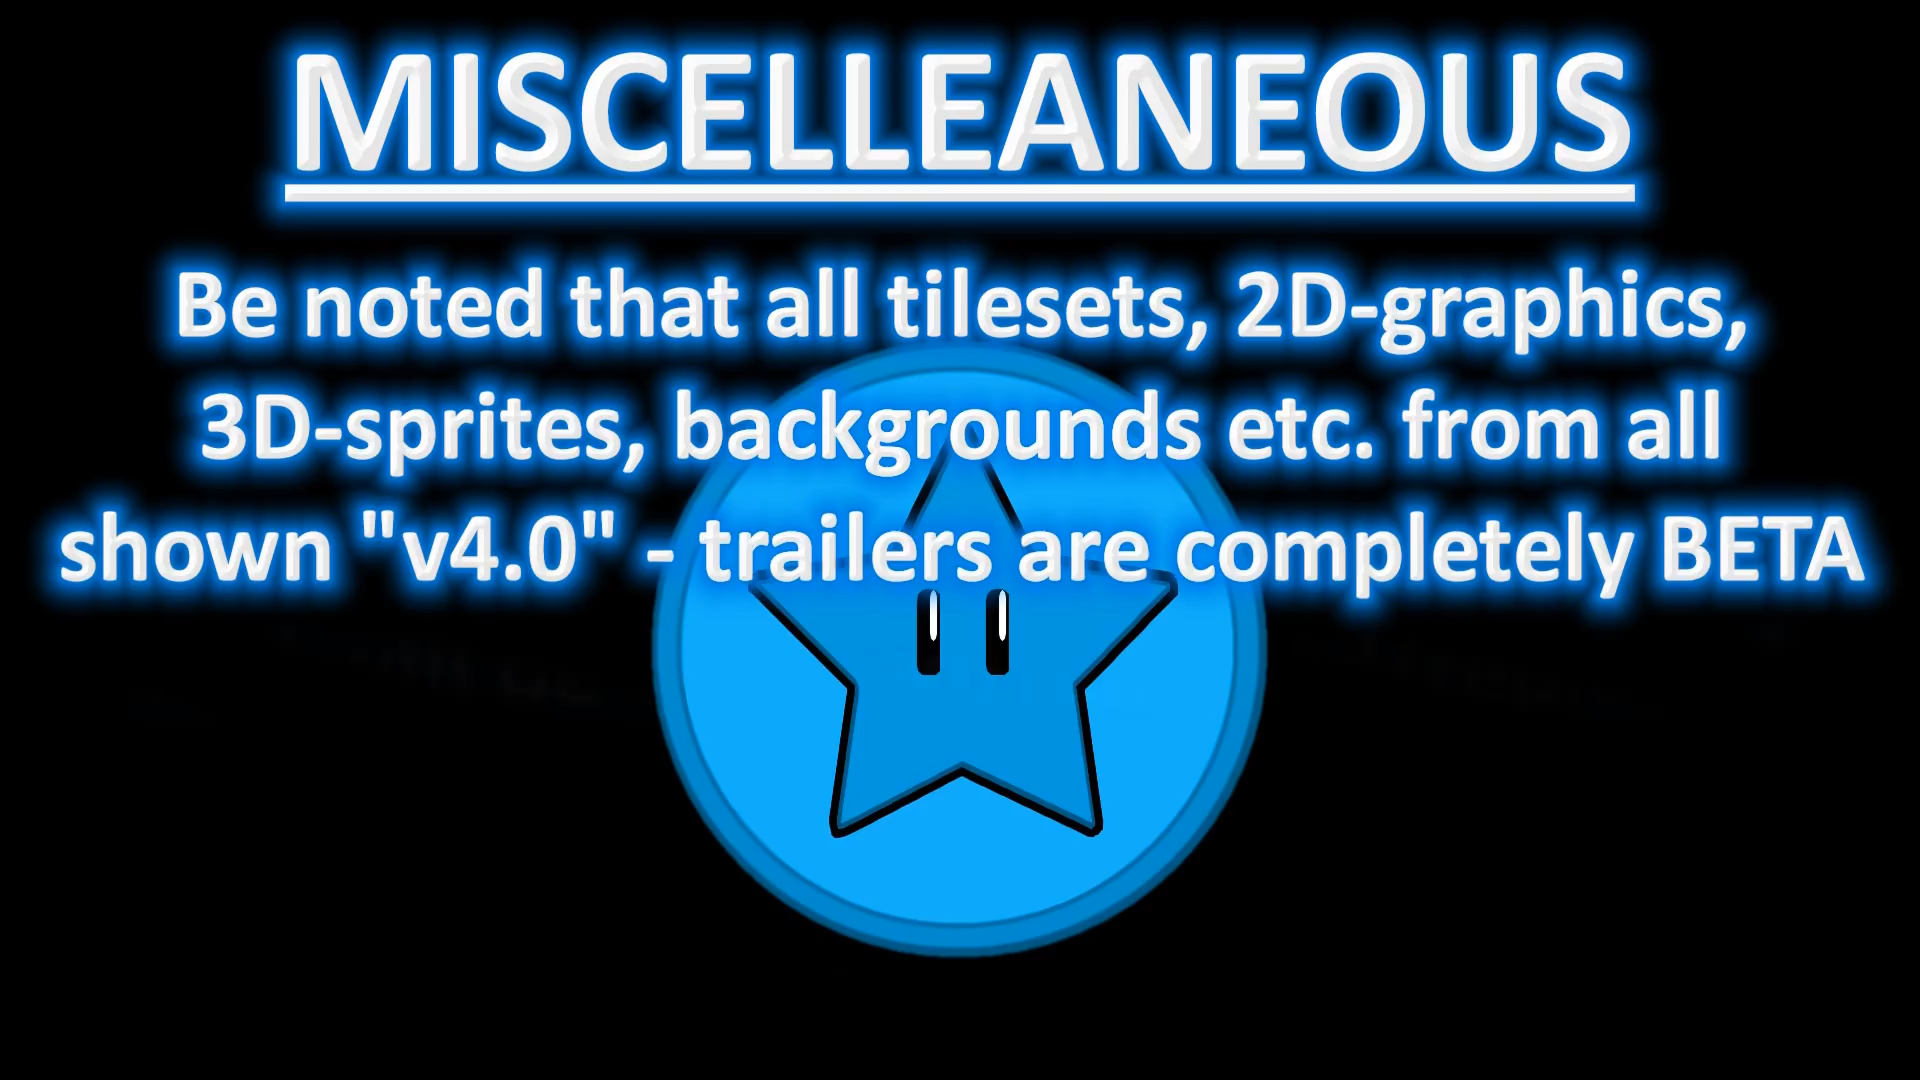 MISCELLEANEOUS
Be noted that all tilesets, 2D-graphics,
3D-sprites, backgrounds etc. from all
shown "v4.0" - trailers are completely BETA